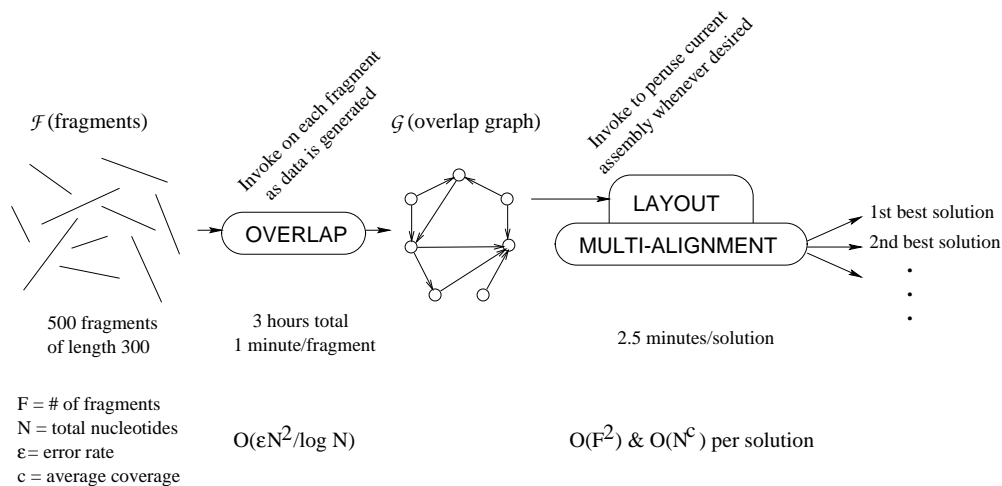 ℱ (fragments)
Invoke on each fragment
as data is generated
𝒢 (overlap graph)
Invoke to peruse current
assembly whenever desired
OVERLAP
LAYOUT
MULTI-ALIGNMENT
1st best solution
2nd best solution
500 fragments
of length 300
3 hours total
1 minute/fragment
2.5 minutes/solution
F = # of fragments
N = total nucleotides
ε = error rate
c = average coverage
O(εN²/log N)
O(F²) & O(Nᶜ) per solution